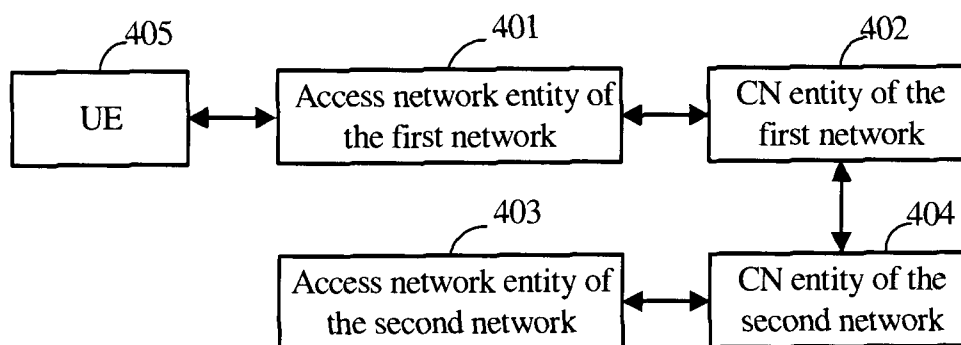 405
401
402
UE
Access network entity of
the first network
CN entity of the
first network
403
404
Access network entity of
the second network
CN entity of the
second network